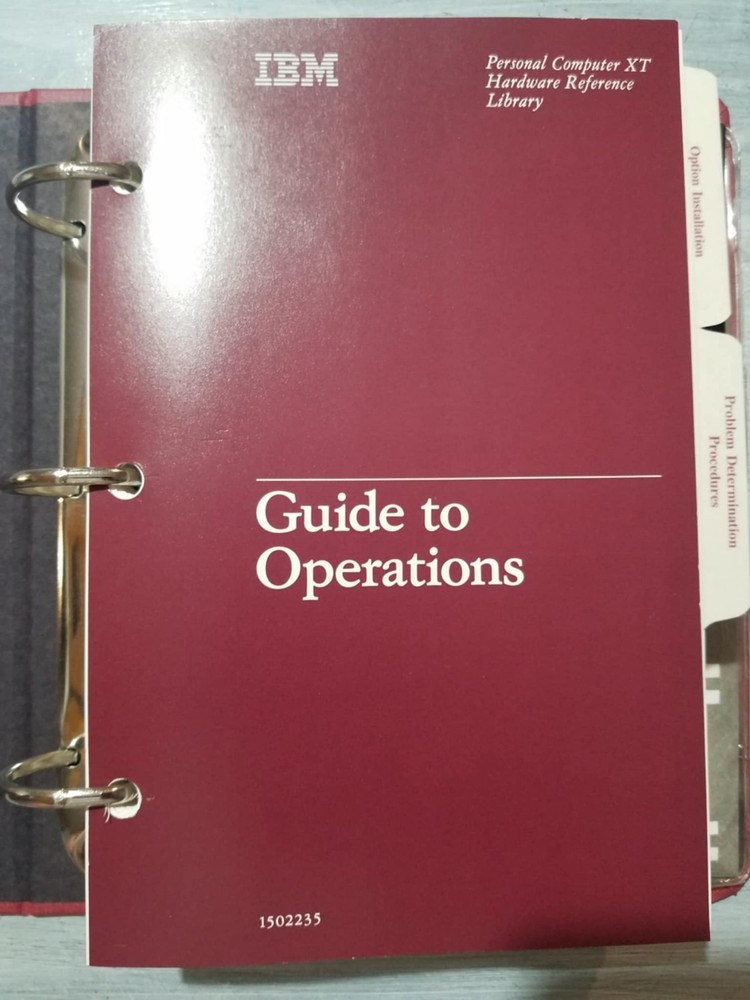 IBM
Personal Computer XT
Hardware Reference
Library
Option Installation
Problem Determination
Procedures
Guide to
Operations
1502235